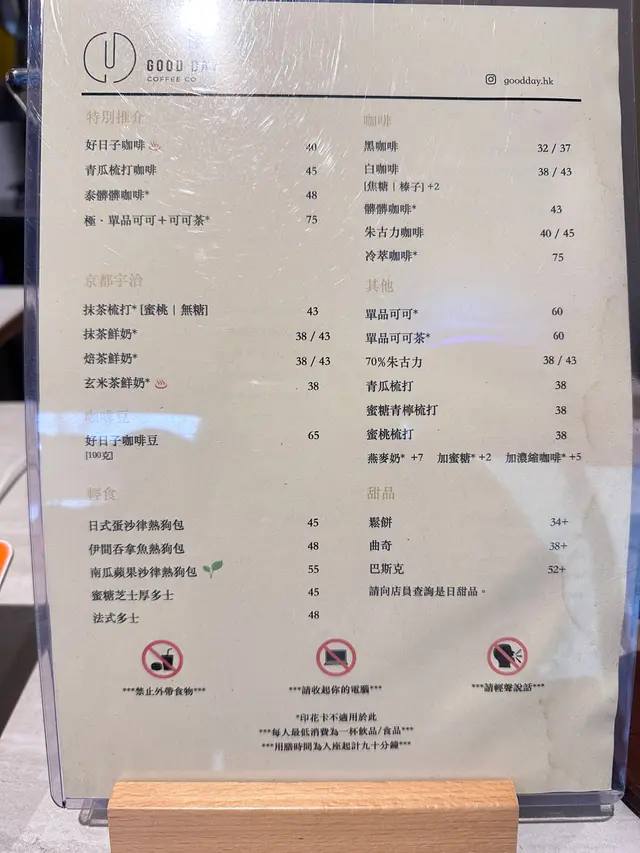 GOOD DAY
COFFEE CO
goodday.hk
特別推介
好日子咖啡 40
青瓜梳打咖啡 45
泰髒髒咖啡* 48
極・單品可可＋可可茶* 75
京都宇治
抹茶梳打* [蜜桃 | 無糖] 43
抹茶鮮奶* 38 / 43
焙茶鮮奶* 38 / 43
玄米茶鮮奶* 38
咖啡豆
好日子咖啡豆 65
[100克]
輕食
日式蛋沙律熱狗包 45
伊間吞拿魚熱狗包 48
南瓜蘋果沙律熱狗包 55
蜜糖芝士厚多士 45
法式多士 48
咖啡
黑咖啡 32 / 37
白咖啡 38 / 43
[焦糖 | 榛子] +2
髒髒咖啡* 43
朱古力咖啡 40 / 45
冷萃咖啡* 75
其他
單品可可* 60
單品可可茶* 60
70%朱古力 38 / 43
青瓜梳打 38
蜜糖青檸梳打 38
蜜桃梳打 38
燕麥奶* +7 加蜜糖* +2 加濃縮咖啡* +5
甜品
鬆餅 34+
曲奇 38+
巴斯克 52+
請向店員查詢是日甜品。
***禁止外帶食物***
***請收起你的電腦***
***請輕聲說話***
*印花卡不適用於此
***每人最低消費為一杯飲品/食品***
***用膳時間為入座起計九十分鐘***